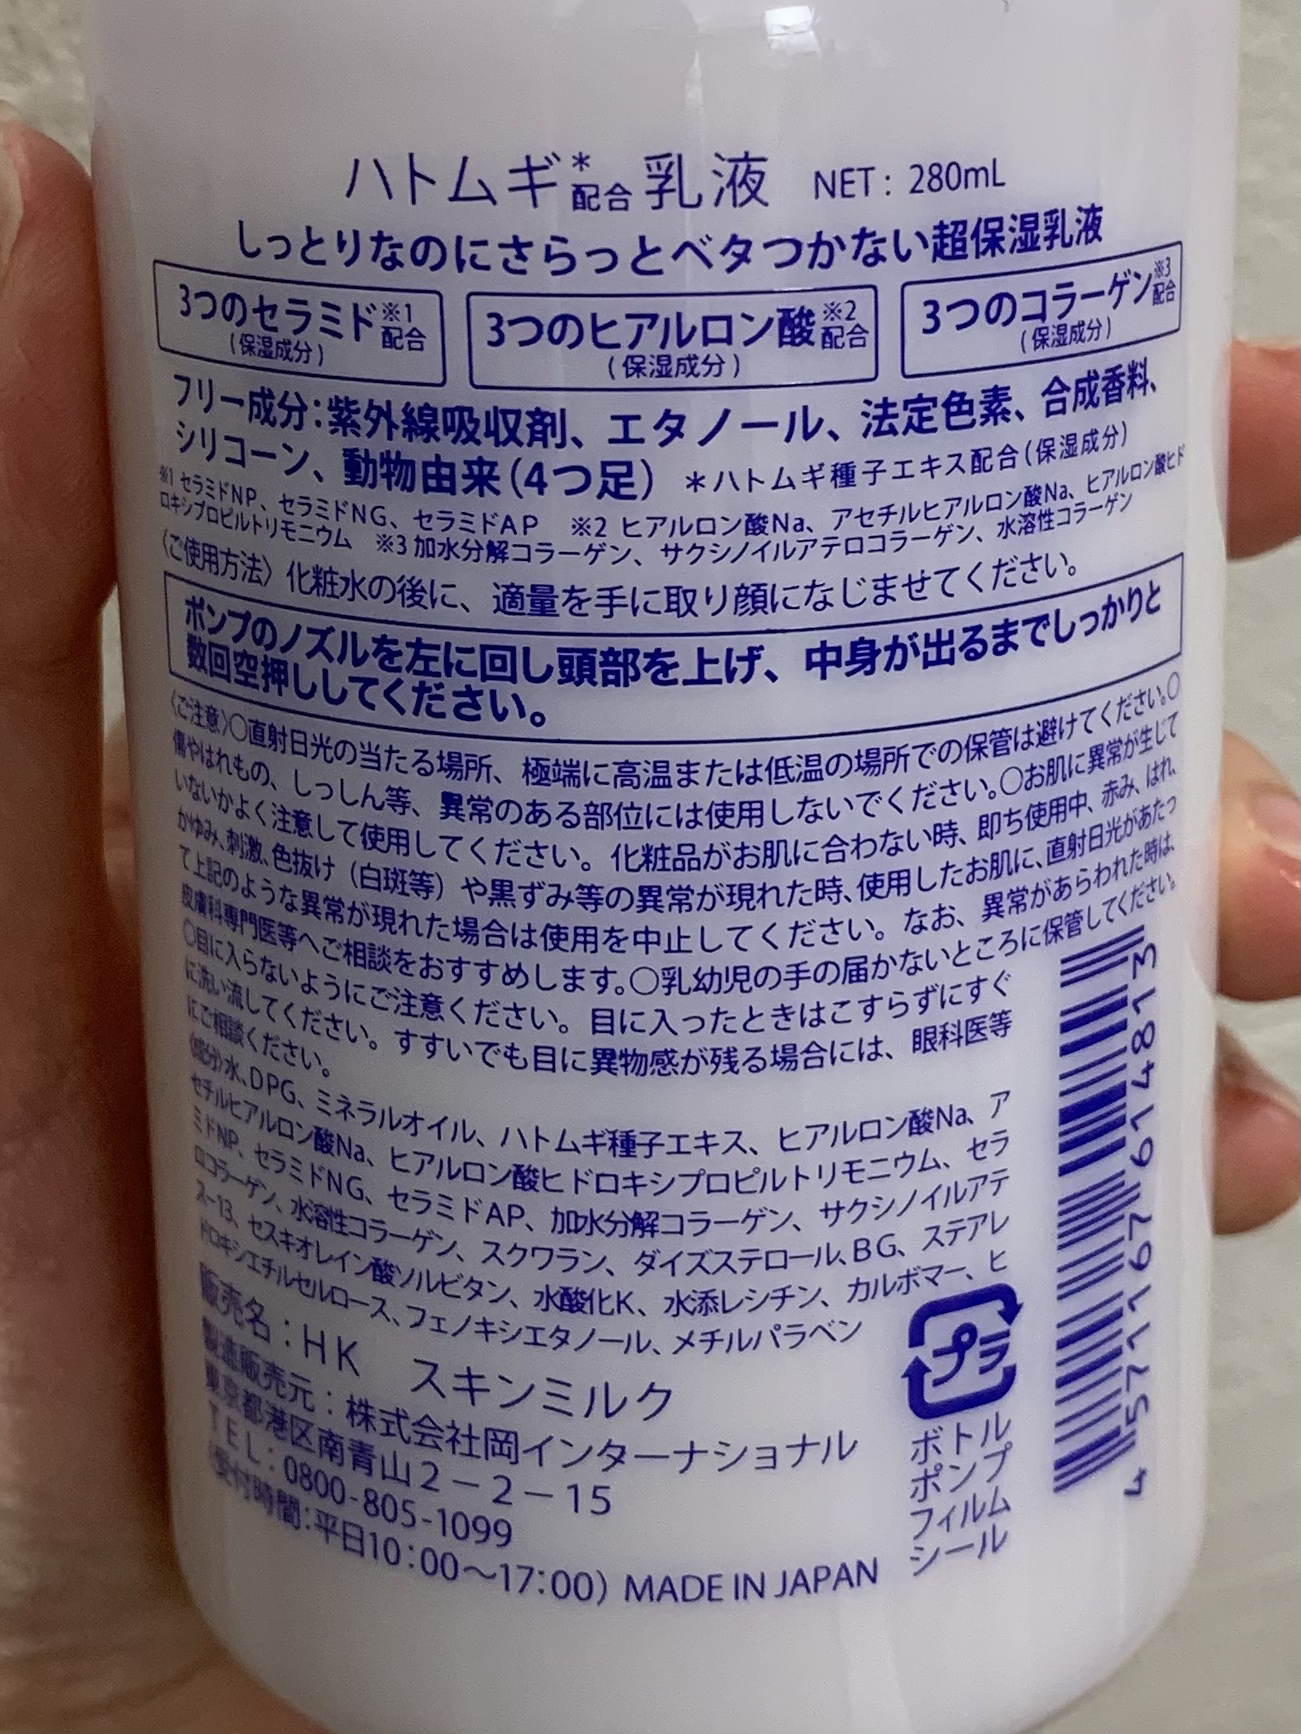 ハトムギ*配合乳液 NET: 280mL
しっとりなのにさらっとベタつかない超保湿乳液
3つのセラミド※1配合（保湿成分） 3つのヒアルロン酸※2配合（保湿成分） 3つのコラーゲン※3配合（保湿成分）
フリー成分：紫外線吸収剤、エタノール、法定色素、合成香料、
シリコーン、動物由来（4つ足） ＊ハトムギ種子エキス配合（保湿成分）
※1 セラミドNP、セラミドNG、セラミドAP ※2 ヒアルロン酸Na、アセチルヒアルロン酸Na、ヒアルロン酸ヒド
ロキシプロピルトリモニウム ※3 加水分解コラーゲン、サクシノイルアテロコラーゲン、水溶性コラーゲン
〈ご使用方法〉化粧水の後に、適量を手に取り顔になじませてください。
ポンプのノズルを左に回し頭部を上げ、中身が出るまでしっかりと
数回空押ししてください。
〈ご注意〉○直射日光の当たる場所、極端に高温または低温の場所での保管は避けてください。○
傷やはれもの、しっしん等、異常のある部位には使用しないでください。○お肌に異常が生じて
いないかよく注意して使用してください。化粧品がお肌に合わない時、即ち使用中、赤み、はれ、
かゆみ、刺激、色抜け（白斑等）や黒ずみ等の異常が現れた時、使用したお肌に、直射日光があたっ
て上記のような異常が現れた場合は使用を中止してください。なお、異常があらわれた時は、
皮膚科専門医等へご相談をおすすめします。○乳幼児の手の届かないところに保管してください。
○目に入らないようにご注意ください。目に入ったときはこすらずにすぐ
に洗い流してください。すすいでも目に異物感が残る場合には、眼科医等
にご相談ください。
〈成分〉水、DPG、ミネラルオイル、ハトムギ種子エキス、ヒアルロン酸Na、ア
セチルヒアルロン酸Na、ヒアルロン酸ヒドロキシプロピルトリモニウム、セラ
ミドNP、セラミドNG、セラミドAP、加水分解コラーゲン、サクシノイルアテ
ロコラーゲン、水溶性コラーゲン、スクワラン、ダイズステロール、BG、ステアレ
ス-13、セスキオレイン酸ソルビタン、水酸化K、水添レシチン、カルボマー、ヒ
ドロキシエチルセルロース、フェノキシエタノール、メチルパラベン
販売名：HK スキンミルク
製造販売元：株式会社岡インターナショナル
東京都港区南青山2－2－15
TEL：0800-805-1099
（受付時間：平日10：00～17：00）MADE IN JAPAN
プラ
ボトル
ポンプ
フィルム
シール
4571167914813